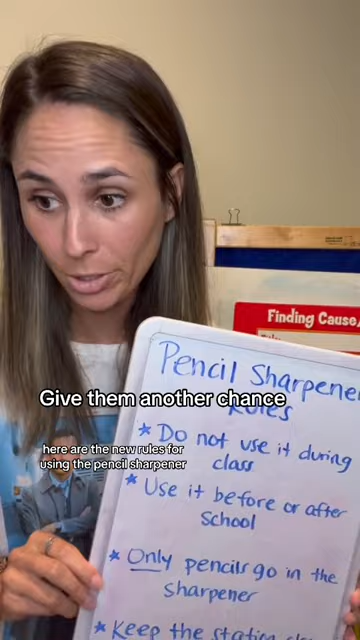 Finding Cause/
Pencil Sharpener
Rules
Give them another chance
* Do not use it during
class
here are the new rules for
using the pencil sharpener
* Use it before or after
school
* Only pencils go in the
sharpener
* Keep the station